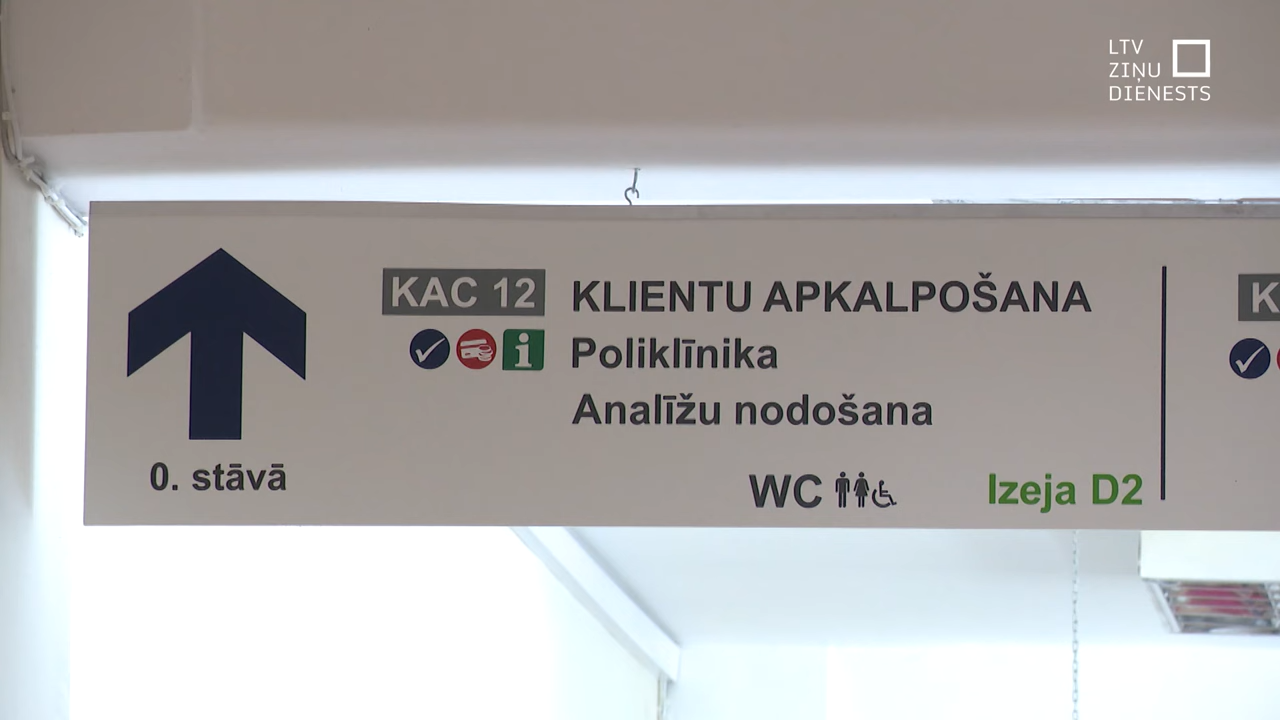 LTV
ZIŅU
DIENESTS
KAC 12
KLIENTU APKALPOŠANA
Poliklīnika
Analīžu nodošana
0. stāvā
WC
Izeja D2
K